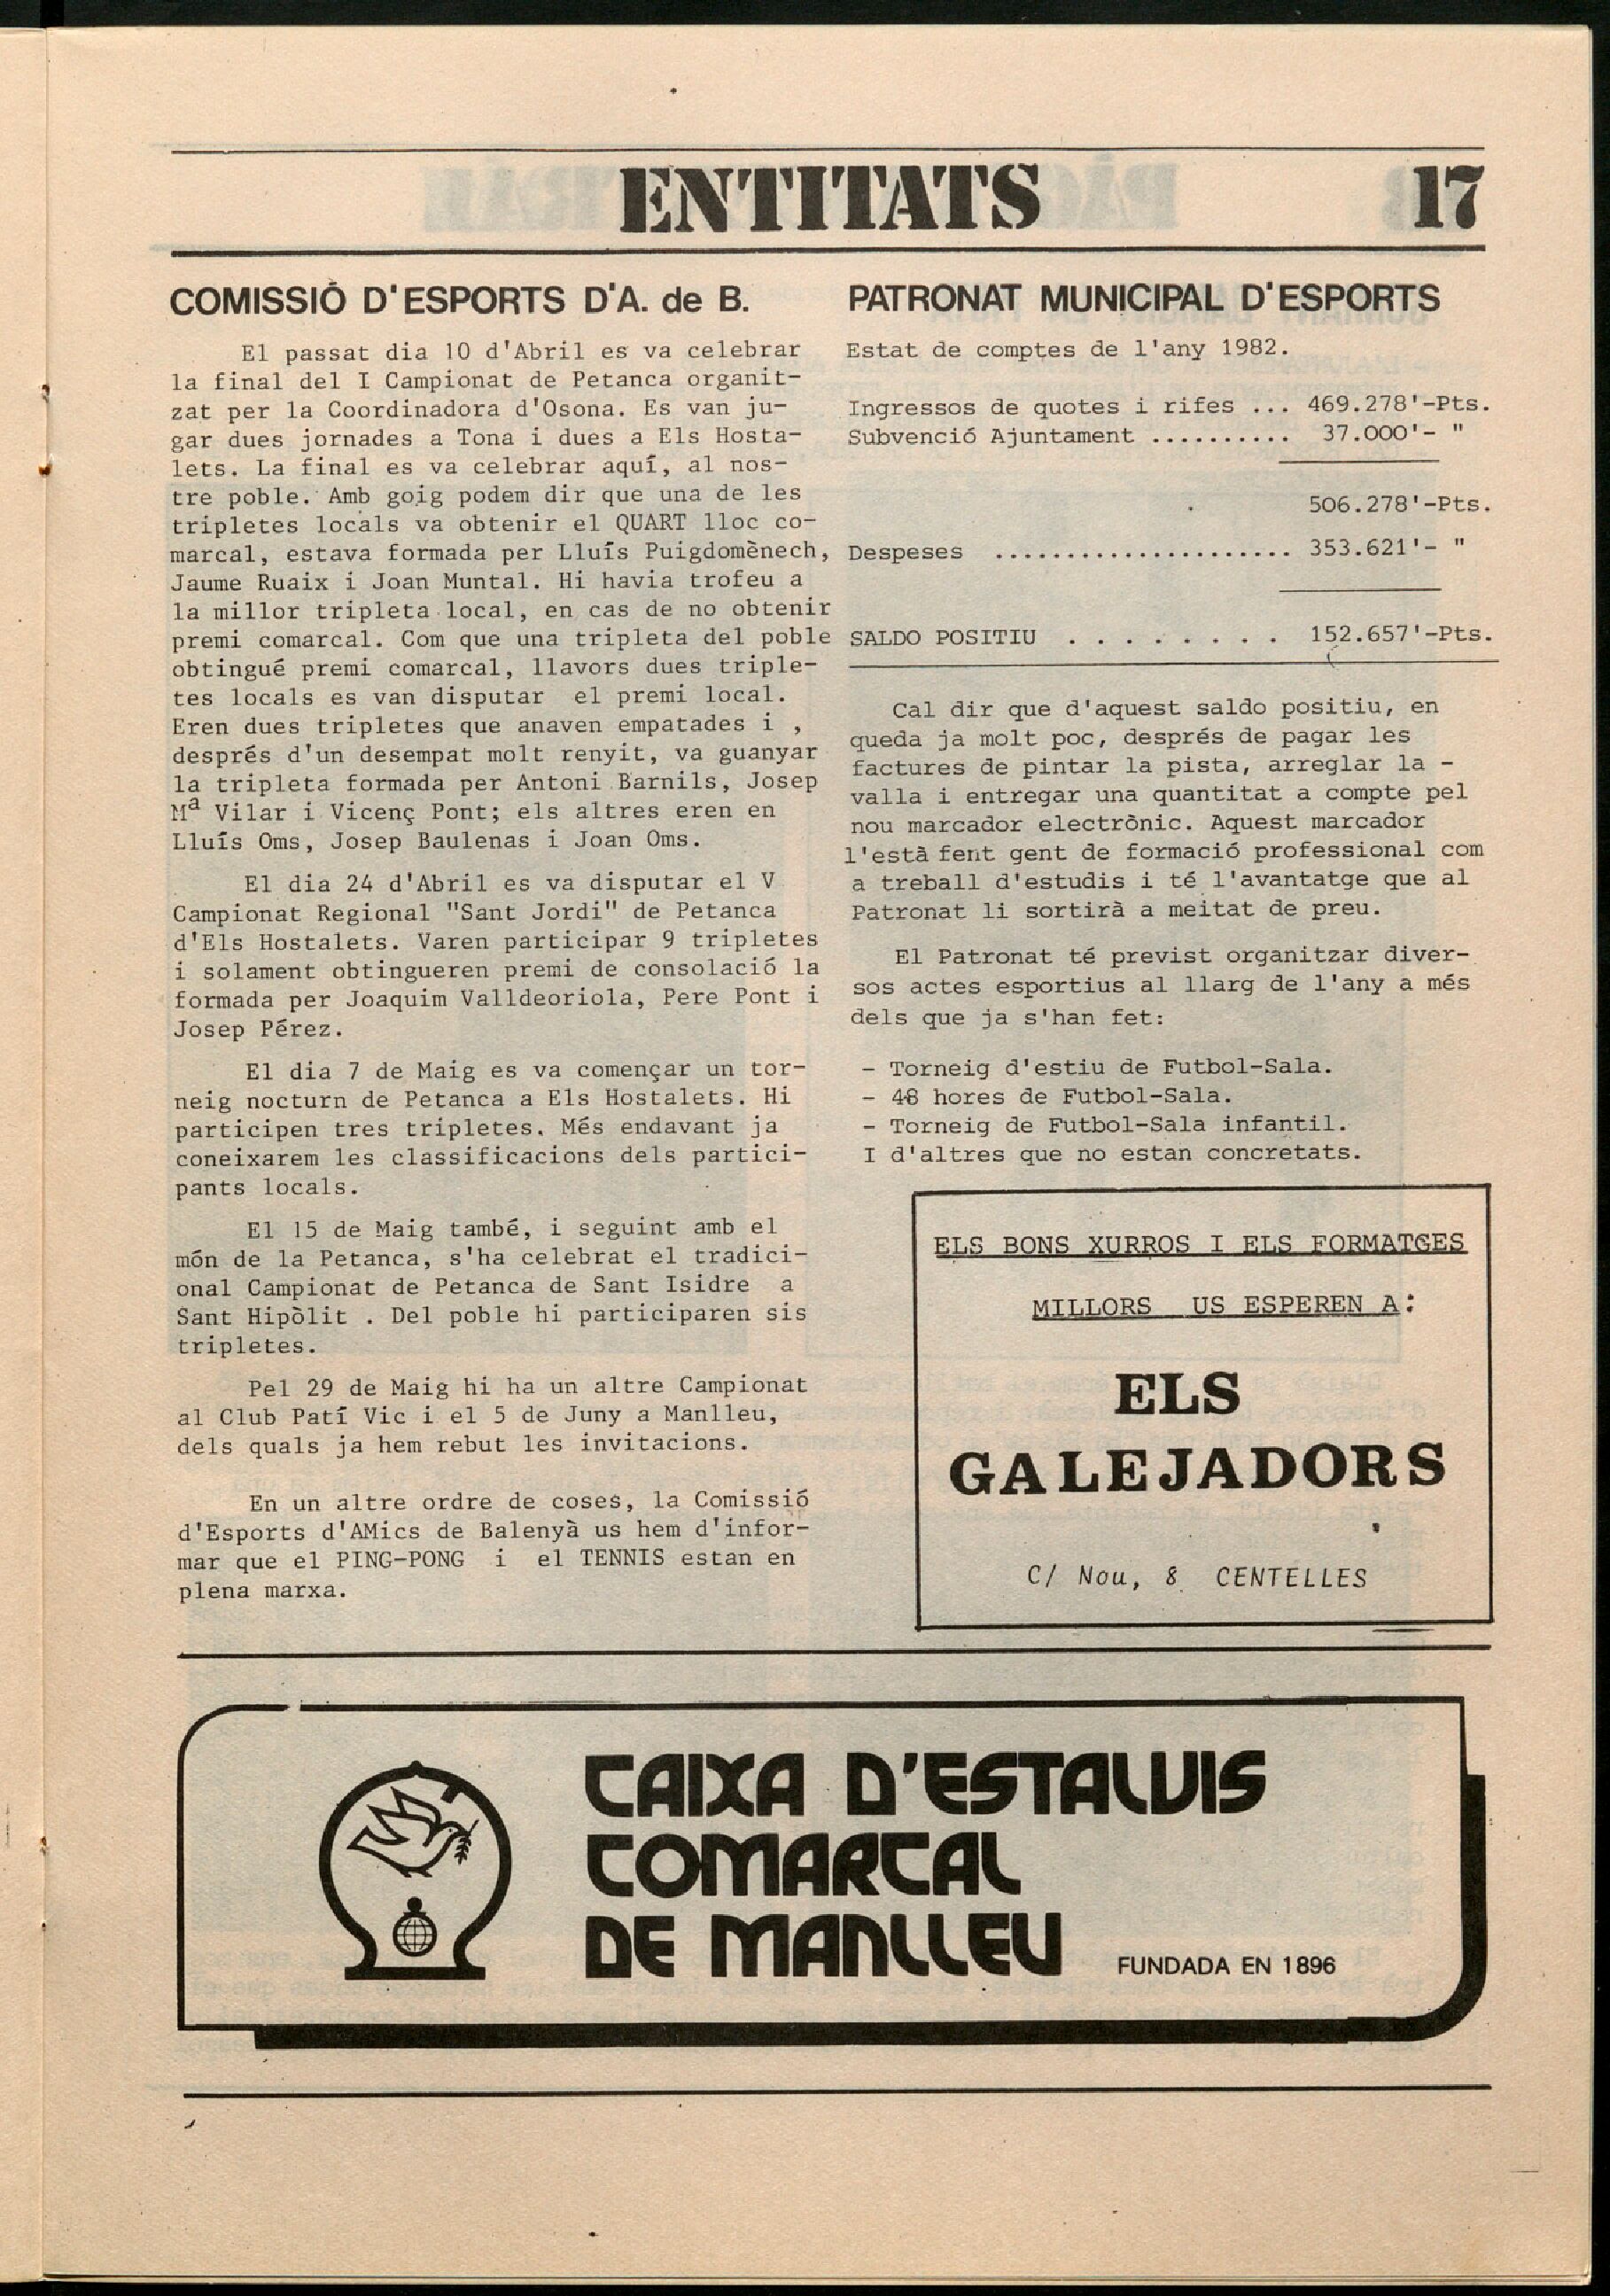 ENTITATS 17
COMISSIÓ D'ESPORTS D'A. de B.
El passat dia 10 d'Abril es va celebrar
la final del I Campionat de Petanca organit-
zat per la Coordinadora d'Osona. Es van ju-
gar dues jornades a Tona i dues a Els Hosta-
lets. La final es va celebrar aquí, al nos-
tre poble. Amb goig podem dir que una de les
tripletes locals va obtenir el QUART lloc co-
marcal, estava formada per Lluís Puigdomènech,
Jaume Ruaix i Joan Muntal. Hi havia trofeu a
la millor tripleta local, en cas de no obtenir
premi comarcal. Com que una tripleta del poble
obtingué premi comarcal, llavors dues triple-
tes locals es van disputar el premi local.
Eren dues tripletes que anaven empatades i ,
després d'un desempat molt renyit, va guanyar
la tripleta formada per Antoni Barnils, Josep
Mª Vilar i Vicenç Pont; els altres eren en
Lluís Oms, Josep Baulenas i Joan Oms.
El dia 24 d'Abril es va disputar el V
Campionat Regional "Sant Jordi" de Petanca
d'Els Hostalets. Varen participar 9 tripletes
i solament obtingueren premi de consolació la
formada per Joaquim Valldeoriola, Pere Pont i
Josep Pérez.
El dia 7 de Maig es va començar un tor-
neig nocturn de Petanca a Els Hostalets. Hi
participen tres tripletes. Més endavant ja
coneixarem les classificacions dels partici-
pants locals.
El 15 de Maig també, i seguint amb el
món de la Petanca, s'ha celebrat el tradici-
onal Campionat de Petanca de Sant Isidre a
Sant Hipòlit . Del poble hi participaren sis
tripletes.
Pel 29 de Maig hi ha un altre Campionat
al Club Patí Vic i el 5 de Juny a Manlleu,
dels quals ja hem rebut les invitacions.
En un altre ordre de coses, la Comissió
d'Esports d'AMics de Balenyà us hem d'infor-
mar que el PING-PONG i el TENNIS estan en
plena marxa.
PATRONAT MUNICIPAL D'ESPORTS
Estat de comptes de l'any 1982.
Ingressos de quotes i rifes ... 469.278'-Pts.
Subvenció Ajuntament .......... 37.000'- "
506.278'-Pts.
Despeses ..................... 353.621'- "
SALDO POSITIU . . . . . . . . . 152.657'-Pts.
Cal dir que d'aquest saldo positiu, en
queda ja molt poc, després de pagar les
factures de pintar la pista, arreglar la -
valla i entregar una quantitat a compte pel
nou marcador electrònic. Aquest marcador
l'està fent gent de formació professional com
a treball d'estudis i té l'avantatge que al
Patronat li sortirà a meitat de preu.
El Patronat té previst organitzar diver-
sos actes esportius al llarg de l'any a més
dels que ja s'han fet:
- Torneig d'estiu de Futbol-Sala.
- 48 hores de Futbol-Sala.
- Torneig de Futbol-Sala infantil.
I d'altres que no estan concretats.
ELS BONS XURROS I ELS FORMATGES
MILLORS US ESPEREN A:
ELS
GALEJADORS
C/ Nou, 8 CENTELLES
CAIXA D'ESTALVIS
COMARCAL
DE MANLLEU
FUNDADA EN 1896